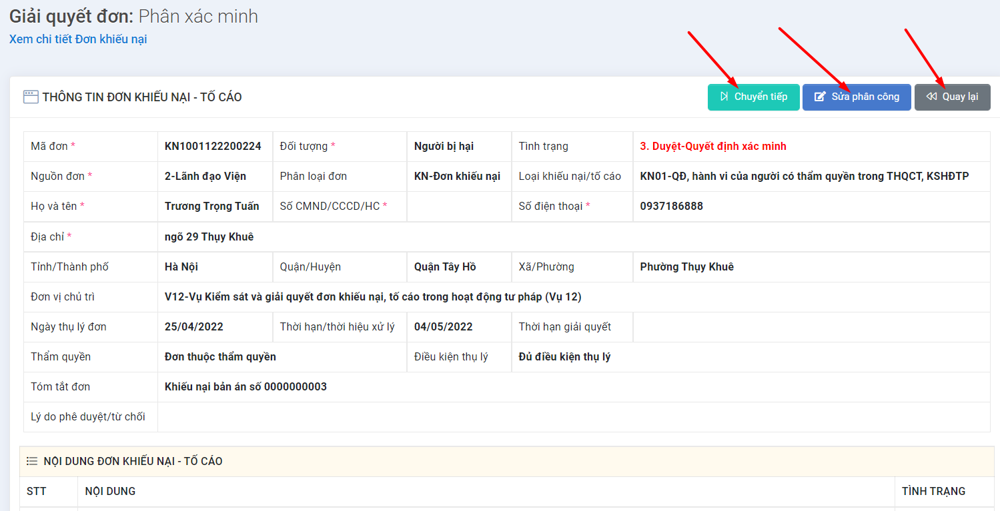 Giải quyết đơn: Phân xác minh
Xem chi tiết Đơn khiếu nại
THÔNG TIN ĐƠN KHIẾU NẠI - TỐ CÁO
Chuyển tiếp
Sửa phân công
Quay lại
Mã đơn * KN1001122200224 Đối tượng * Người bị hại Tình trạng 3. Duyệt-Quyết định xác minh
Nguồn đơn * 2-Lãnh đạo Viện Phân loại đơn KN-Đơn khiếu nại Loại khiếu nại/tố cáo KN01-QĐ, hành vi của người có thẩm quyền trong THQCT, KSHĐTP
Họ và tên * Trương Trọng Tuấn Số CMND/CCCD/HC * Số điện thoại * 0937186888
Địa chỉ * ngõ 29 Thụy Khuê
Tỉnh/Thành phố Hà Nội Quận/Huyện Quận Tây Hồ Xã/Phường Phường Thụy Khuê
Đơn vị chủ trì V12-Vụ Kiểm sát và giải quyết đơn khiếu nại, tố cáo trong hoạt động tư pháp (Vụ 12)
Ngày thụ lý đơn 25/04/2022 Thời hạn/thời hiệu xử lý 04/05/2022 Thời hạn giải quyết
Thẩm quyền Đơn thuộc thẩm quyền Điều kiện thụ lý Đủ điều kiện thụ lý
Tóm tắt đơn Khiếu nại bản án số 0000000003
Lý do phê duyệt/từ chối
NỘI DUNG ĐƠN KHIẾU NẠI - TỐ CÁO
STT NỘI DUNG TÌNH TRẠNG